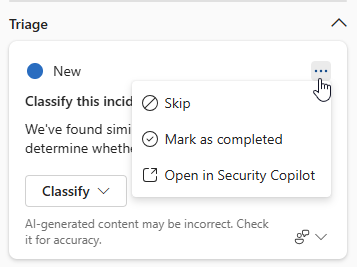 Triage
New
Skip
Classify this incid
We've found simi
Mark as completed
determine whethe
Open in Security Copilot
Classify
AI-generated content may be incorrect. Check
it for accuracy.